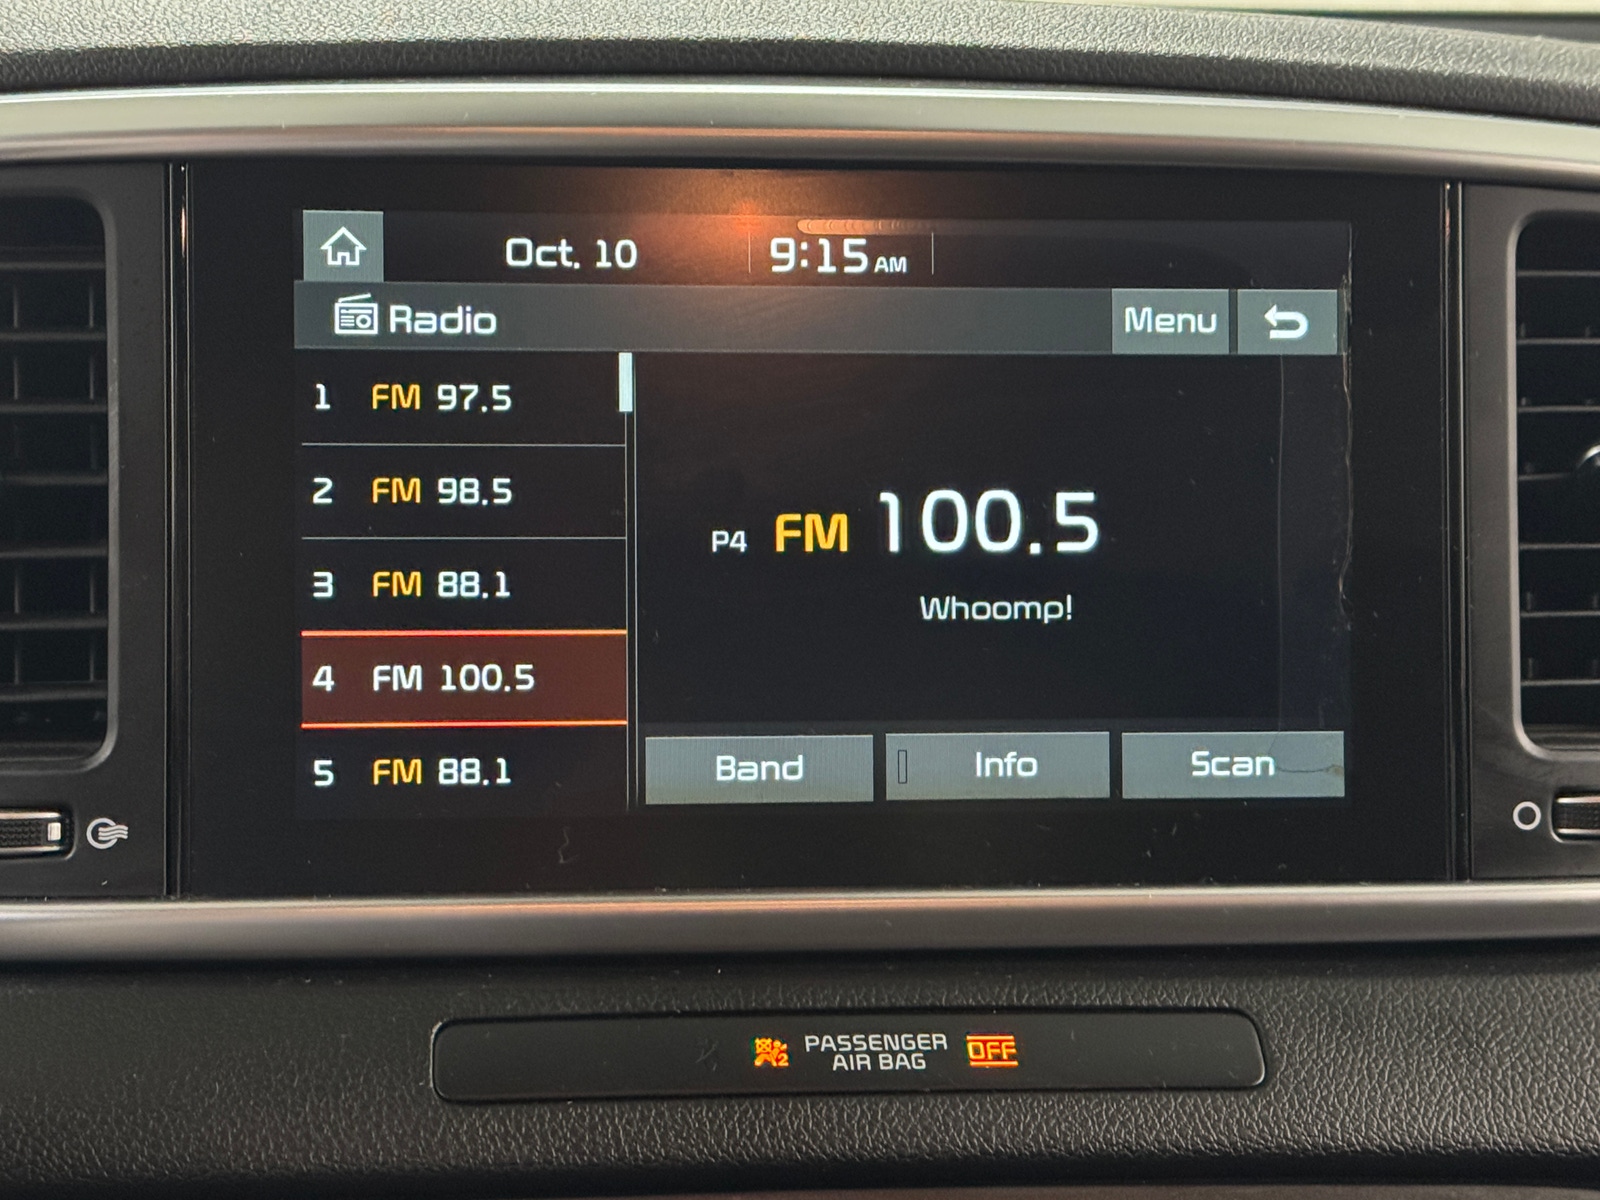 Oct. 10
9:15 AM
Radio
Menu
1 FM 97.5
2 FM 98.5
3 FM 88.1
4 FM 100.5
5 FM 88.1
P4 FM 100.5
Whoomp!
Band
Info
Scan
2
PASSENGER
AIR BAG
OFF